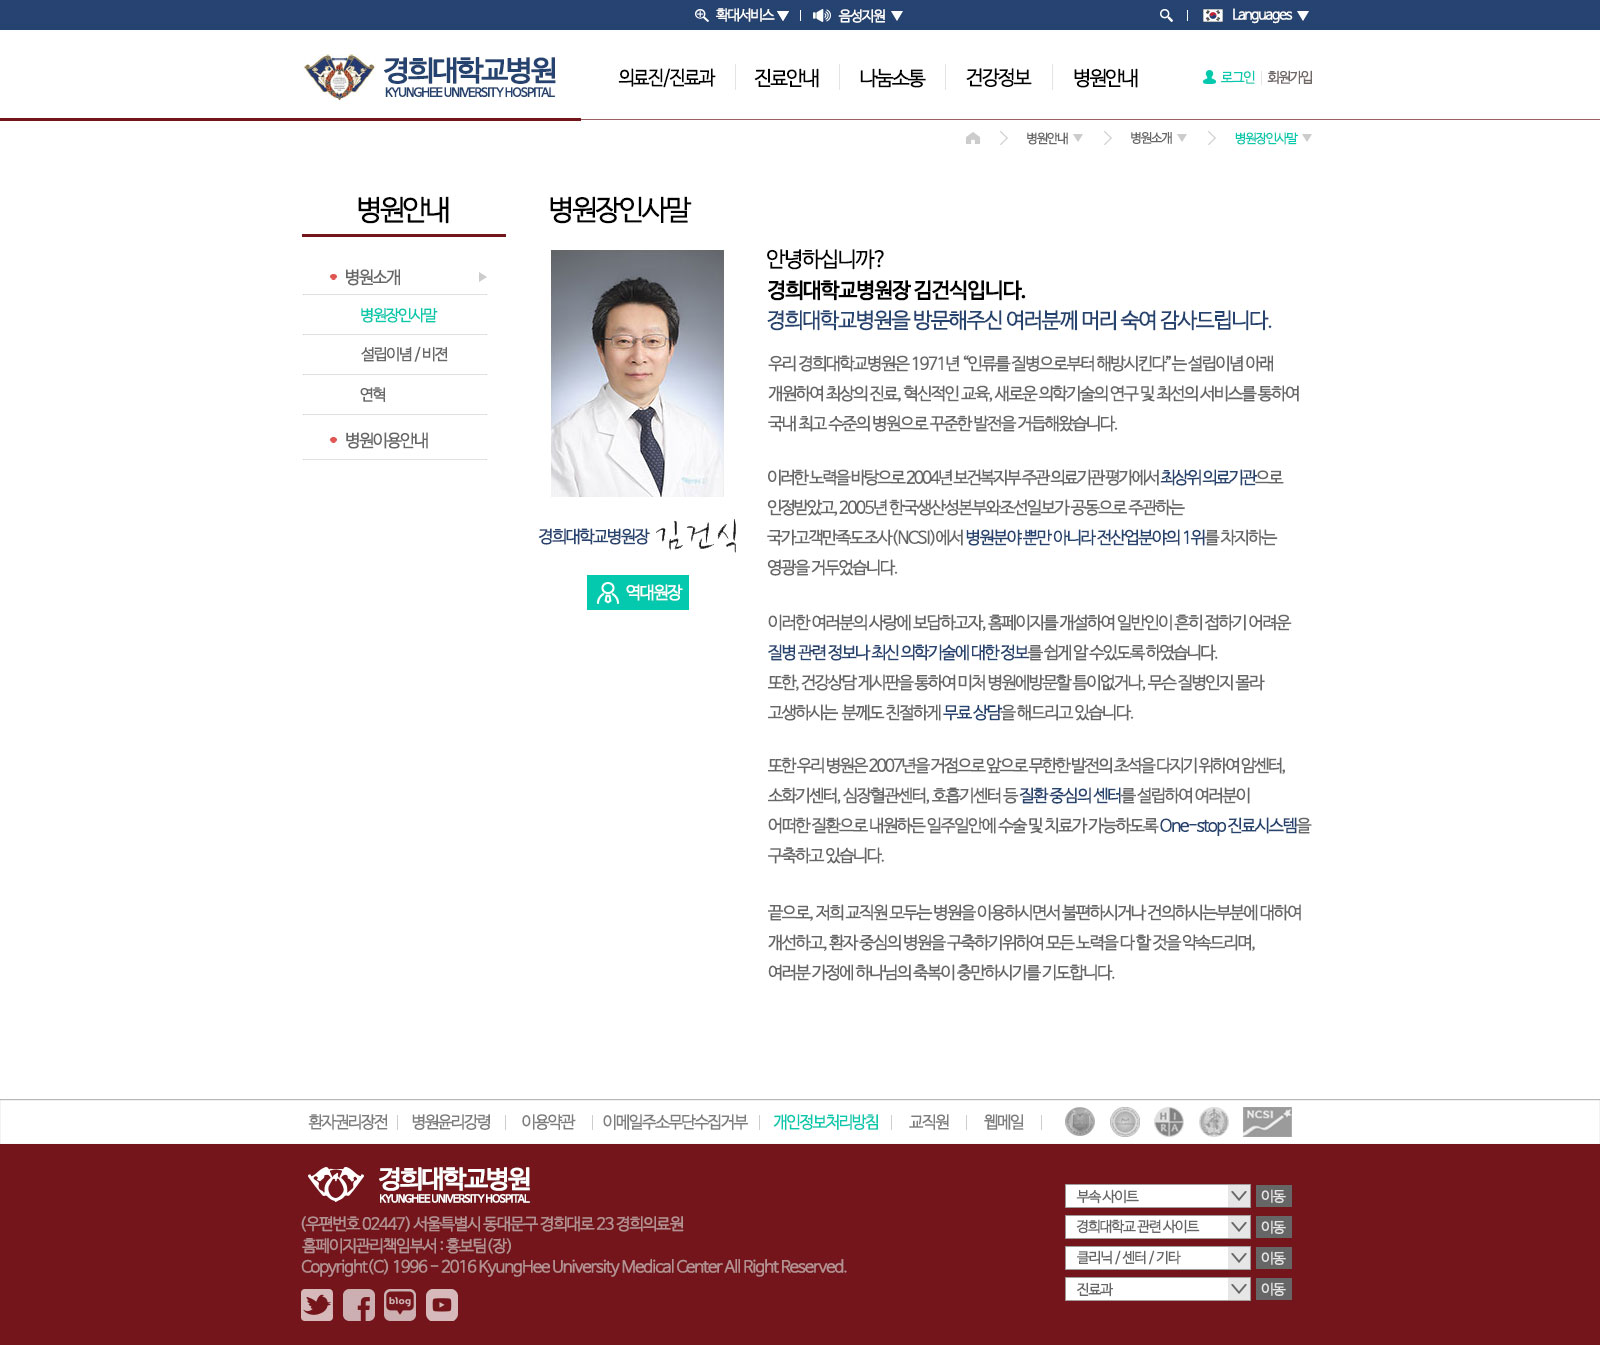 확대서비스
음성지원
Languages
경희대학교병원
KYUNGHEE UNIVERSITY HOSPITAL
의료진/진료과
진료안내
나눔소통
건강정보
병원안내
로그인
회원가입
병원안내
병원소개
병원장인사말
병원안내
병원소개
병원장인사말
설립이념 / 비젼
연혁
병원이용안내
병원장인사말
경희대학교병원장 김건식
역대원장
안녕하십니까?
경희대학교병원장 김건식입니다.
경희대학교병원을 방문해주신 여러분께 머리 숙여 감사드립니다.
우리 경희대학교병원은 1971년 “인류를 질병으로부터 해방시킨다”는 설립이념 아래
개원하여 최상의 진료, 혁신적인 교육, 새로운 의학기술의 연구 및 최선의 서비스를 통하여
국내 최고 수준의 병원으로 꾸준한 발전을 거듭해왔습니다.
이러한 노력을 바탕으로 2004년 보건복지부 주관 의료기관 평가에서 최상위 의료기관으로
인정받았고, 2005년 한국생산성본부와조선일보가 공동으로 주관하는
국가고객만족도조사(NCSI)에서 병원분야 뿐만 아니라 전산업분야의 1위를 차지하는
영광을 거두었습니다.
이러한 여러분의 사랑에 보답하고자, 홈페이지를 개설하여 일반인이 흔히 접하기 어려운
질병 관련 정보나 최신 의학기술에 대한 정보를 쉽게 알 수있도록 하였습니다.
또한, 건강상담 게시판을 통하여 미처 병원에방문할 틈이없거나, 무슨 질병인지 몰라
고생하시는 분께도 친절하게 무료 상담을 해드리고 있습니다.
또한 우리 병원은 2007년을 거점으로 앞으로 무한한 발전의 초석을 다지기 위하여 암센터,
소화기센터, 심장혈관센터, 호흡기센터 등 질환 중심의 센터를 설립하여 여러분이
어떠한 질환으로 내원하든 일주일안에 수술 및 치료가 가능하도록 One-stop 진료시스템을
구축하고 있습니다.
끝으로, 저희 교직원 모두는 병원을 이용하시면서 불편하시거나 건의하시는부분에 대하여
개선하고, 환자 중심의 병원을 구축하기위하여 모든 노력을 다 할 것을 약속드리며,
여러분 가정에 하나님의 축복이 충만하시기를 기도합니다.
환자권리장전
병원윤리강령
이용약관
이메일주소무단수집거부
개인정보처리방침
교직원
웹메일
HIRA
NCSI
경희대학교병원
KYUNGHEE UNIVERSITY HOSPITAL
(우편번호 02447) 서울특별시 동대문구 경희대로 23 경희의료원
홈페이지관리책임부서 : 홍보팀(장)
Copyright(C) 1996 - 2016 KyungHee University Medical Center All Right Reserved.
blog
부속 사이트 이동
경희대학교 관련 사이트 이동
클리닉 / 센터 / 기타 이동
진료과 이동